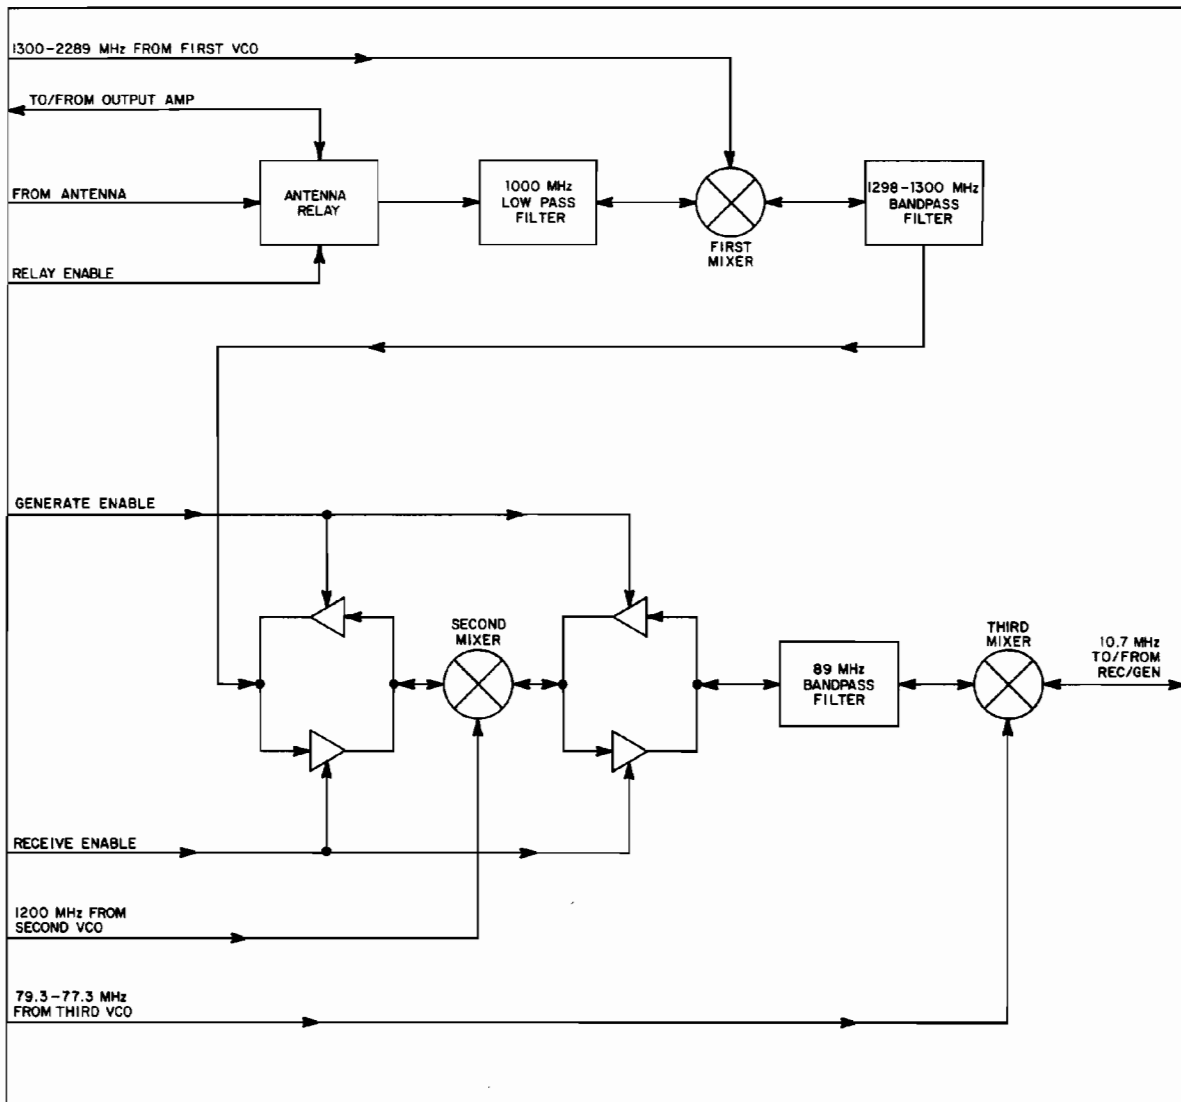 1300-2289 MHz FROM FIRST VCO
TO/FROM OUTPUT AMP
FROM ANTENNA
ANTENNA
RELAY
1000 MHz
LOW PASS
FILTER
FIRST
MIXER
1298-1300 MHz
BANDPASS
FILTER
RELAY ENABLE
GENERATE ENABLE
SECOND
MIXER
THIRD
MIXER
89 MHz
BANDPASS
FILTER
10.7 MHz
TO/FROM
REC/GEN
RECEIVE ENABLE
1200 MHz FROM
SECOND VCO
79.3-77.3 MHz
FROM THIRD VCO